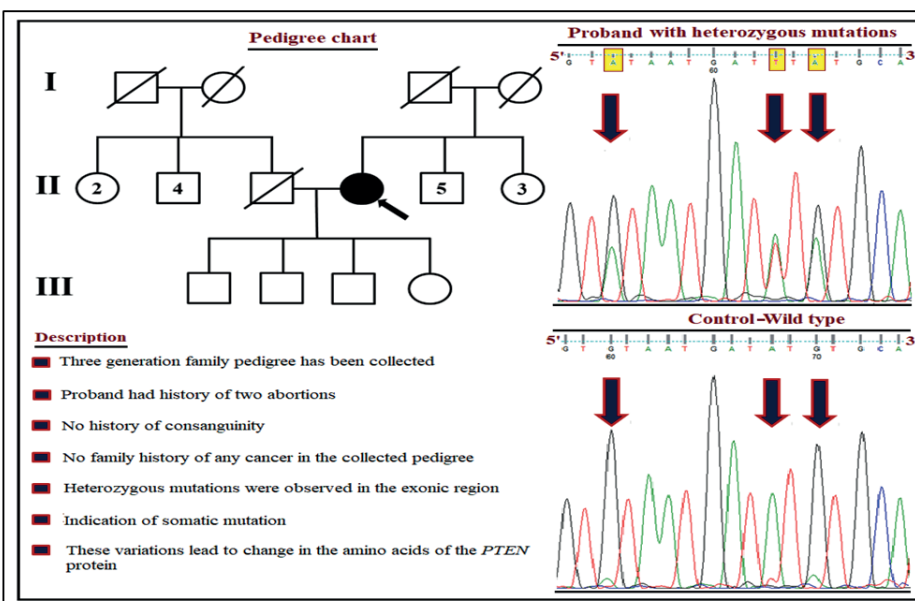 Pedigree chart
I
II
2
4
5
3
III
Description
Three generation family pedigree has been collected
Proband had history of two abortions
No history of consanguinity
No family history of any cancer in the collected pedigree
Heterozygous mutations were observed in the exonic region
Indication of somatic mutation
These variations lead to change in the amino acids of the PTEN
protein
Proband with heterozygous mutations
5' 3'
G T A T A A T G A T T T A T G C A
60
Control-Wild type
5' 3'
G T G T A A T G A T A T G T G C A
60 70